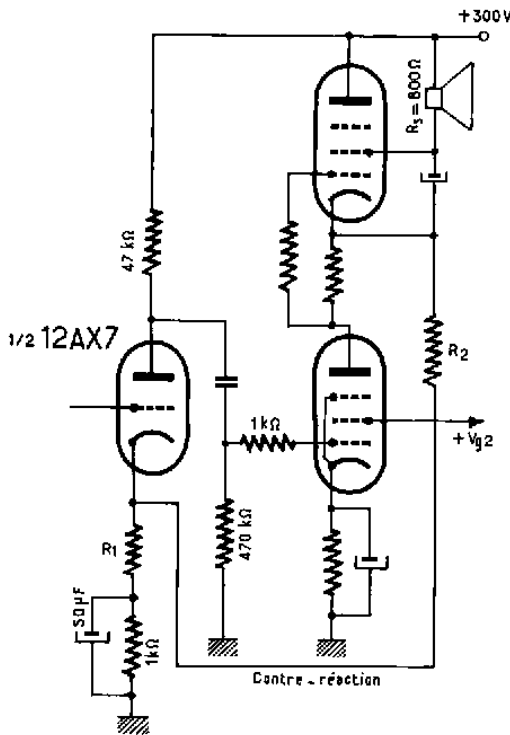 +300V
Rs = 800Ω
47 kΩ
1/2 12AX7
R2
1kΩ
+Vg2
R1
470 kΩ
50µF
1kΩ
Contre-réaction